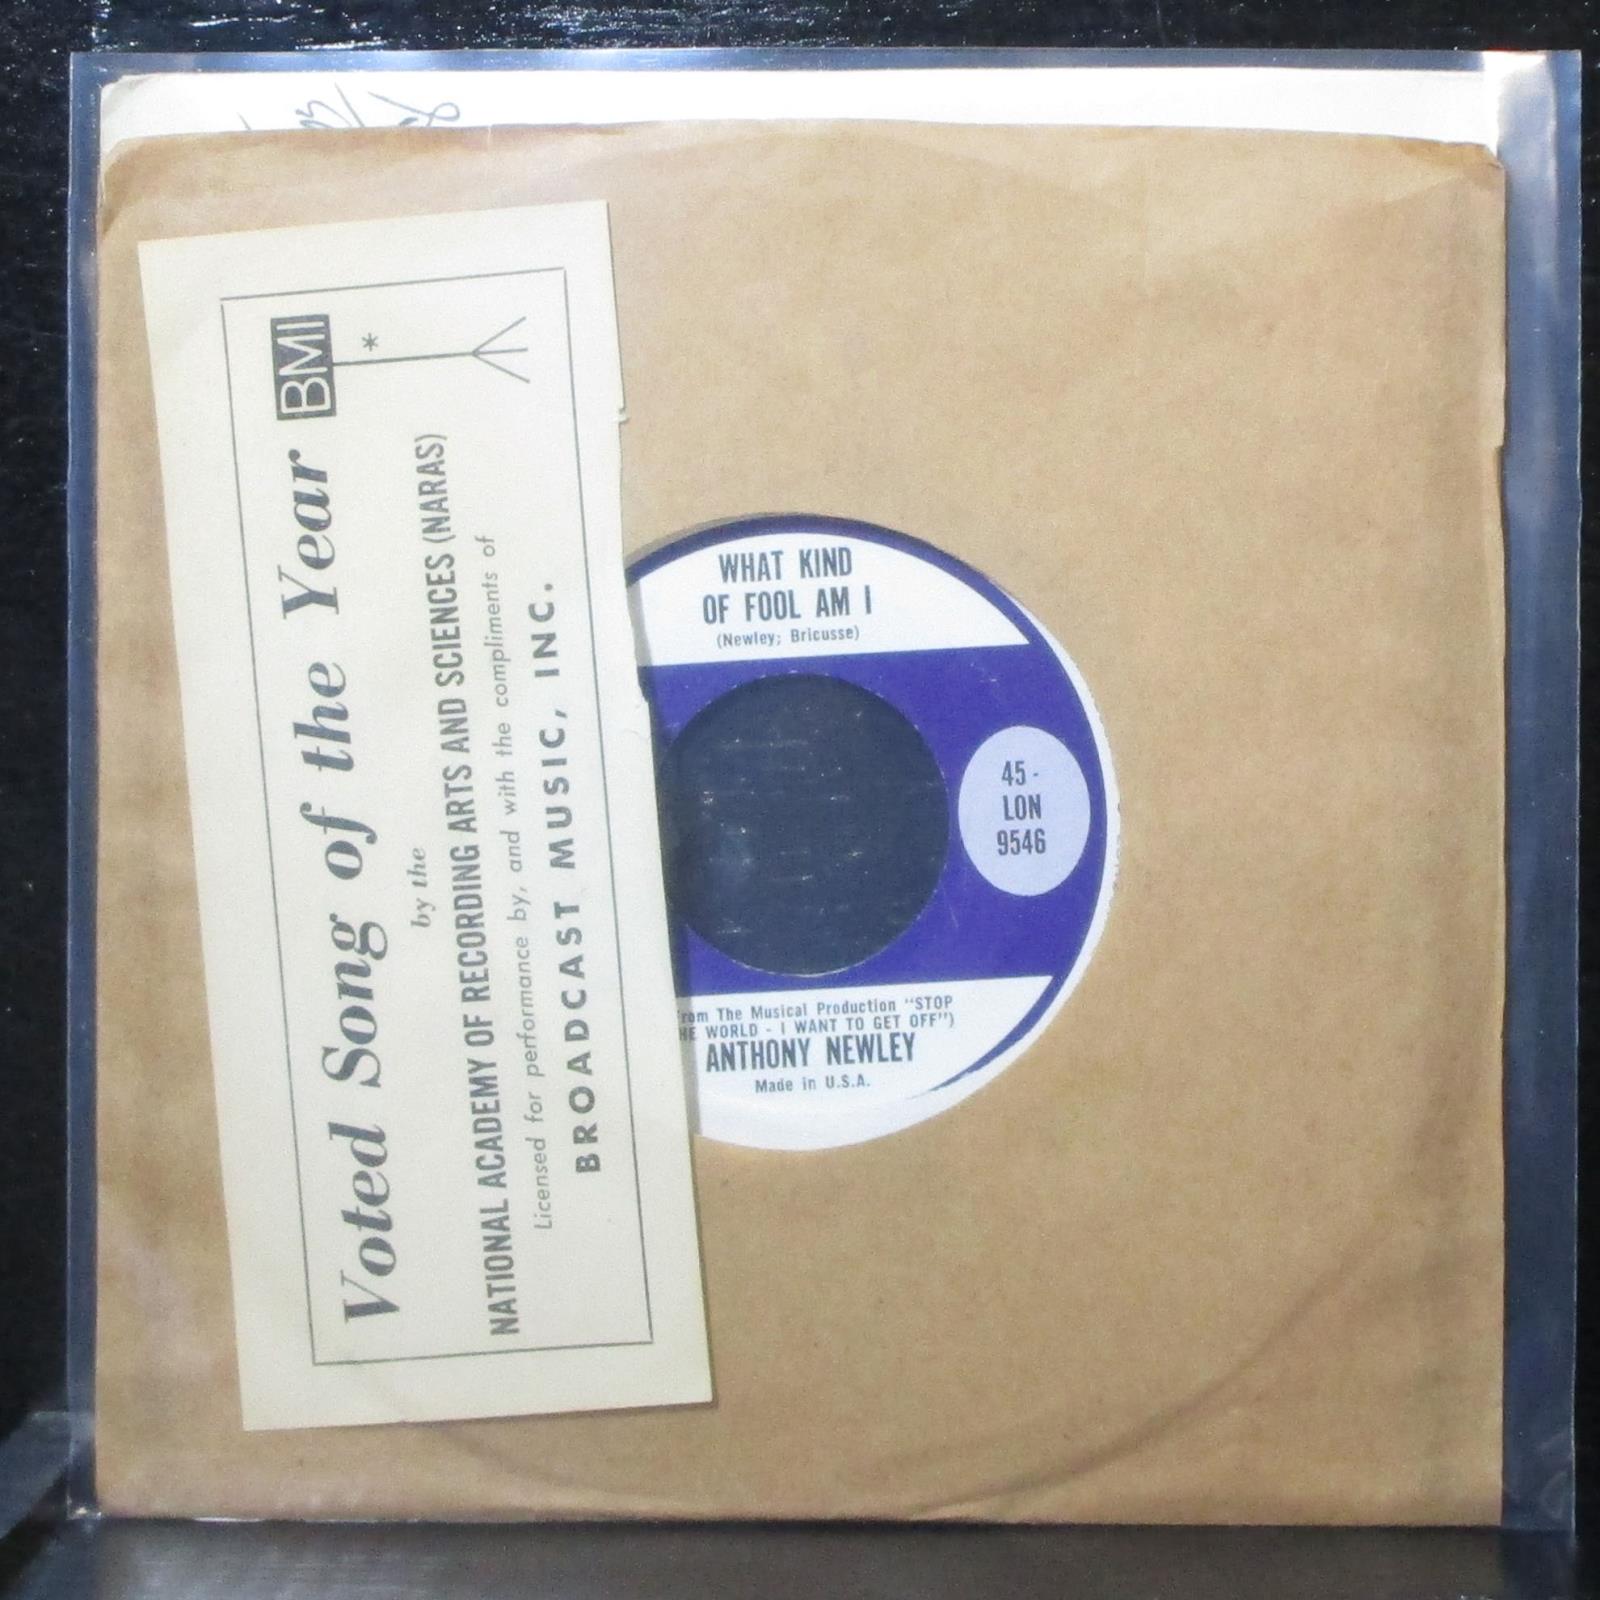 Voted Song of the Year BMI
*
by the
NATIONAL ACADEMY OF RECORDING ARTS AND SCIENCES (NARAS)
Licensed for performance by, and with the compliments of
BROADCAST MUSIC, INC.
WHAT KIND
OF FOOL AM I
(Newley; Bricusse)
45 -
LON
9546
The Musical Production "STOP
WORLD - I WANT TO GET OFF")
ANTHONY NEWLEY
Made in U.S.A.